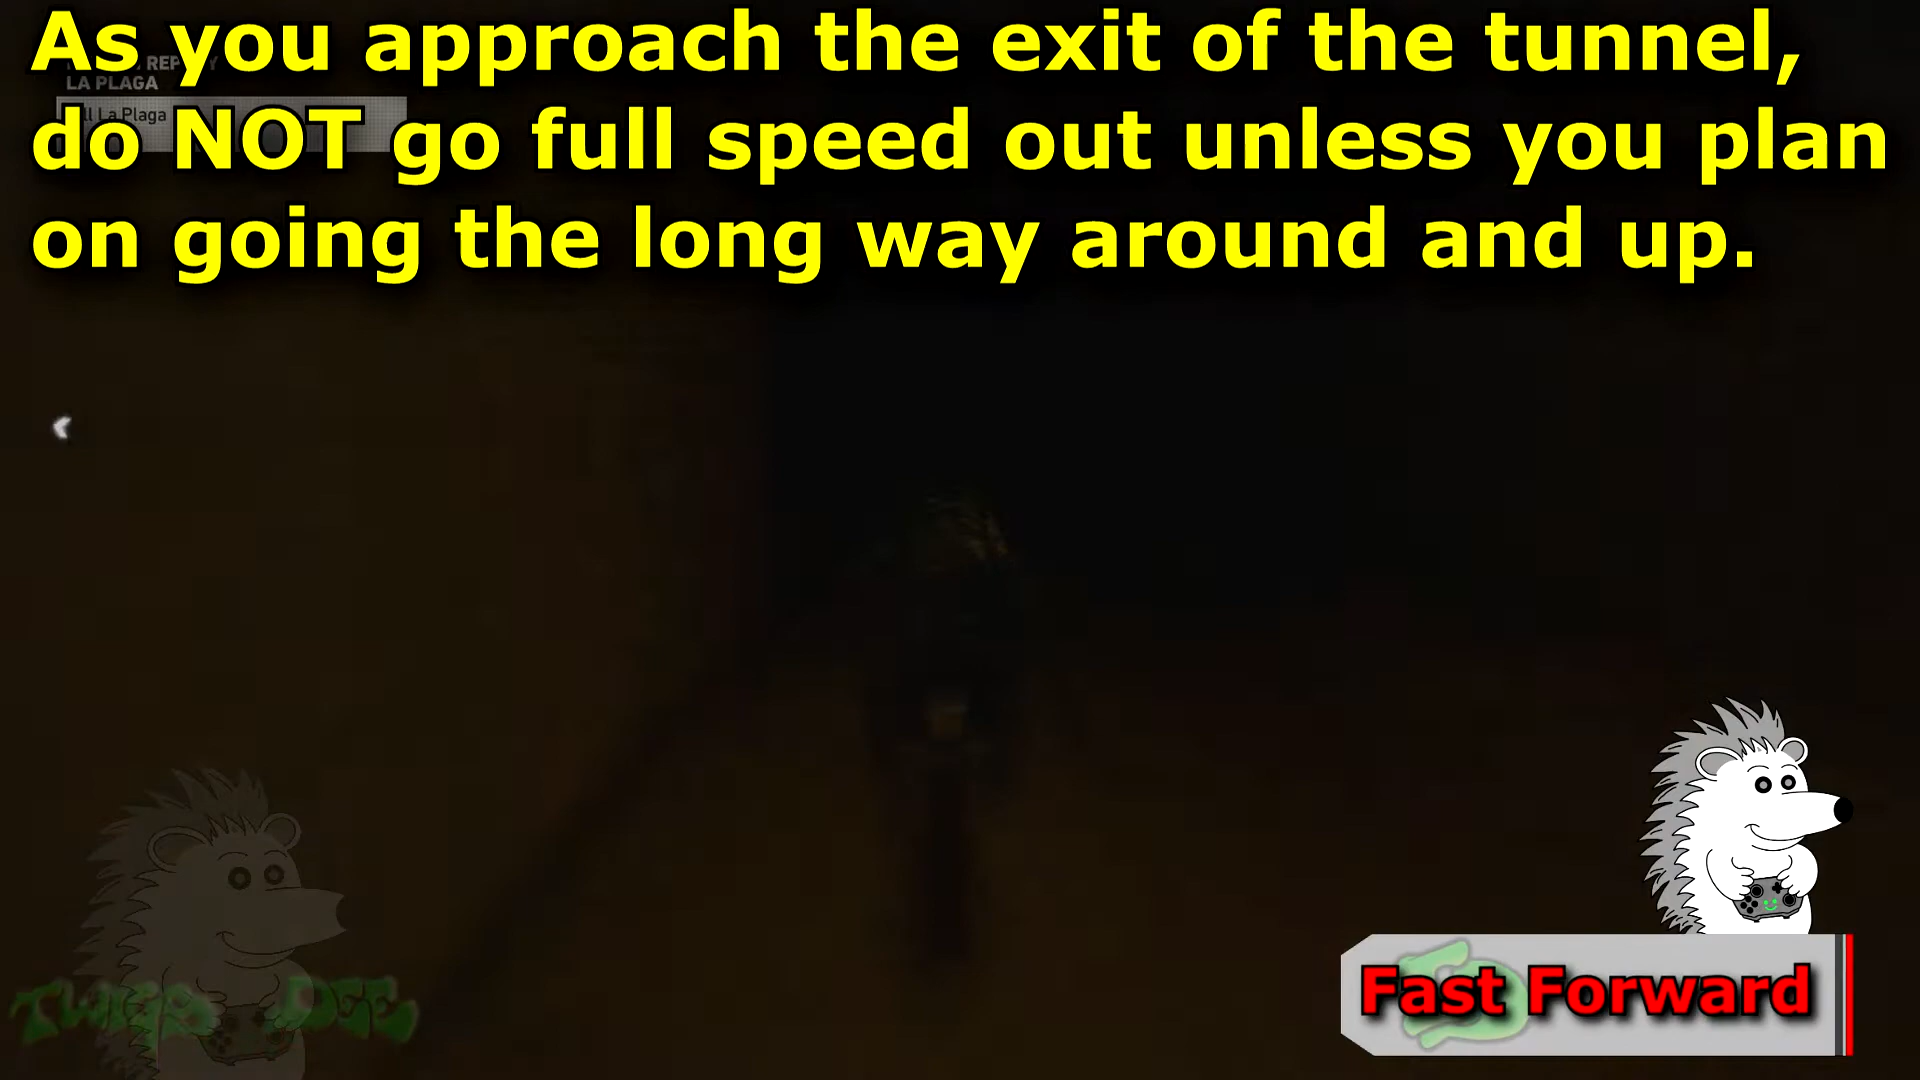 As you approach the exit of the tunnel,
LA PLAGA
La Plaga
do NOT go full speed out unless you plan
on going the long way around and up.
DEE
Fast Forward